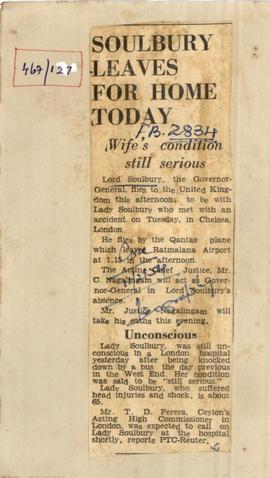 467/127
SOULBURY
LEAVES
FOR HOME
TODAY
F.B. 2834
Wife's condition
still serious
Lord Soulbury, the Governor-
General, flies to the United King-
dom this afternoon, to be with
Lady Soulbury who met with an
accident on Tuesday, in Chelsea,
London.
He flies by the Qantas plane
which leaves Ratmalana Airport
at 1.15 in the afternoon.
The Acting Chief Justice, Mr.
C. Nagalingam will act as Gover-
nor-General in Lord Soulbury's
absence.
Mr. Justice Nagalingam will
take his oaths this evening.
Unconscious
Lady Soulbury, was still un-
conscious in a London hospital
yesterday after being knocked
down by a bus the day previous
in the West End. Her condition
was said to be "still serious."
Lady Soulbury, who suffered
head injuries and shock, is
about 65.
Mr. T. D. Perera, Ceylon's
Acting High Commissioner in
London, was expected to call on
Lady Soulbury at the hospital
shortly, reports PTC-Reuter.